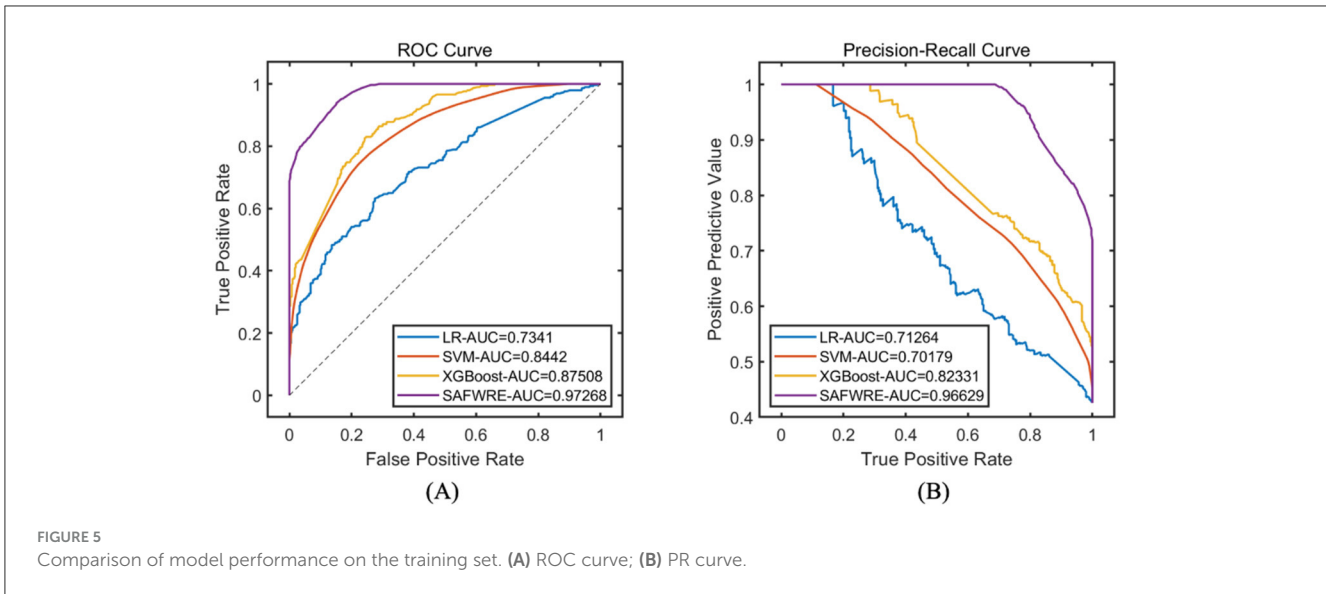 ROC Curve
1
0.8
0.6
0.4
0.2
0
True Positive Rate
LR-AUC=0.7341
SVM-AUC=0.8442
XGBoost-AUC=0.87508
SAFWRE-AUC=0.97268
0 0.2 0.4 0.6 0.8 1
False Positive Rate
(A)
Precision-Recall Curve
1
0.9
0.8
0.7
0.6
0.5
0.4
Positive Predictive Value
LR-AUC=0.71264
SVM-AUC=0.70179
XGBoost-AUC=0.82331
SAFWRE-AUC=0.96629
0 0.2 0.4 0.6 0.8 1
True Positive Rate
(B)
FIGURE 5
Comparison of model performance on the training set. (A) ROC curve; (B) PR curve.